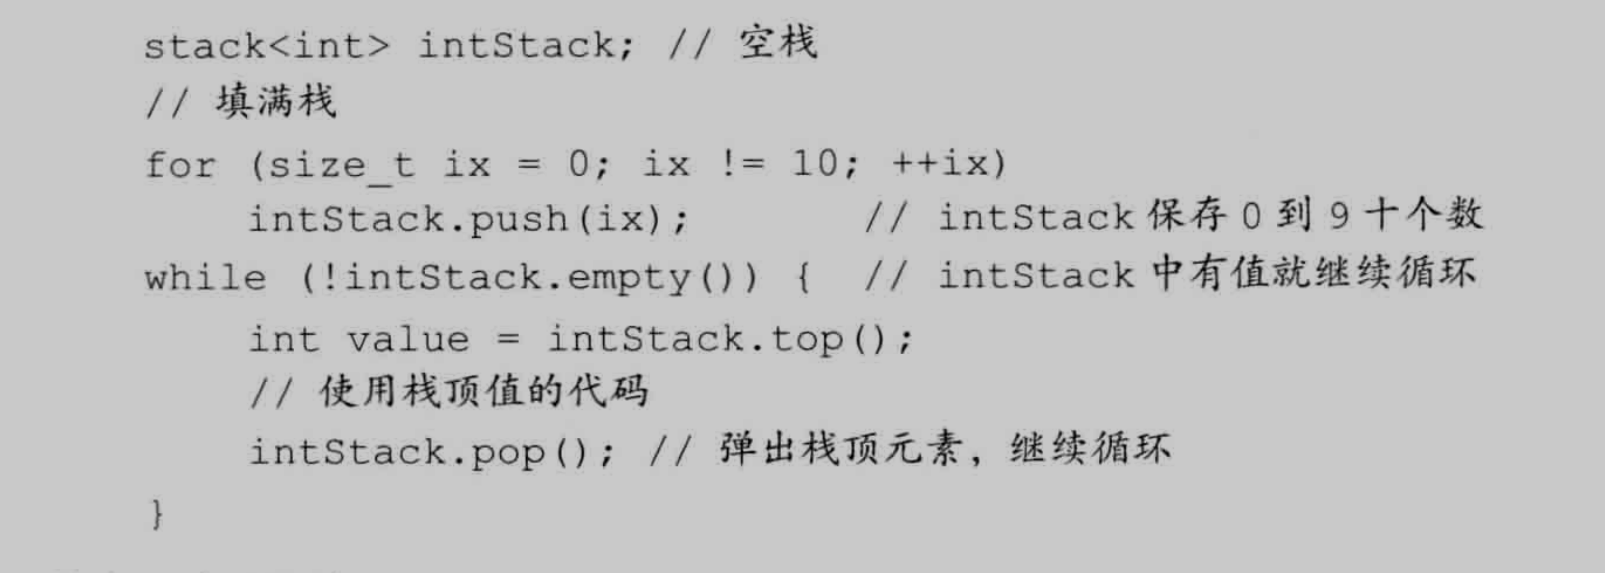 stack<int> intStack; // 空栈
// 填满栈
for (size_t ix = 0; ix != 10; ++ix)
    intStack.push(ix);        // intStack 保存 0 到 9 十个数
while (!intStack.empty()) {  // intStack 中有值就继续循环
    int value = intStack.top();
    // 使用栈顶值的代码
    intStack.pop(); // 弹出栈顶元素，继续循环
}